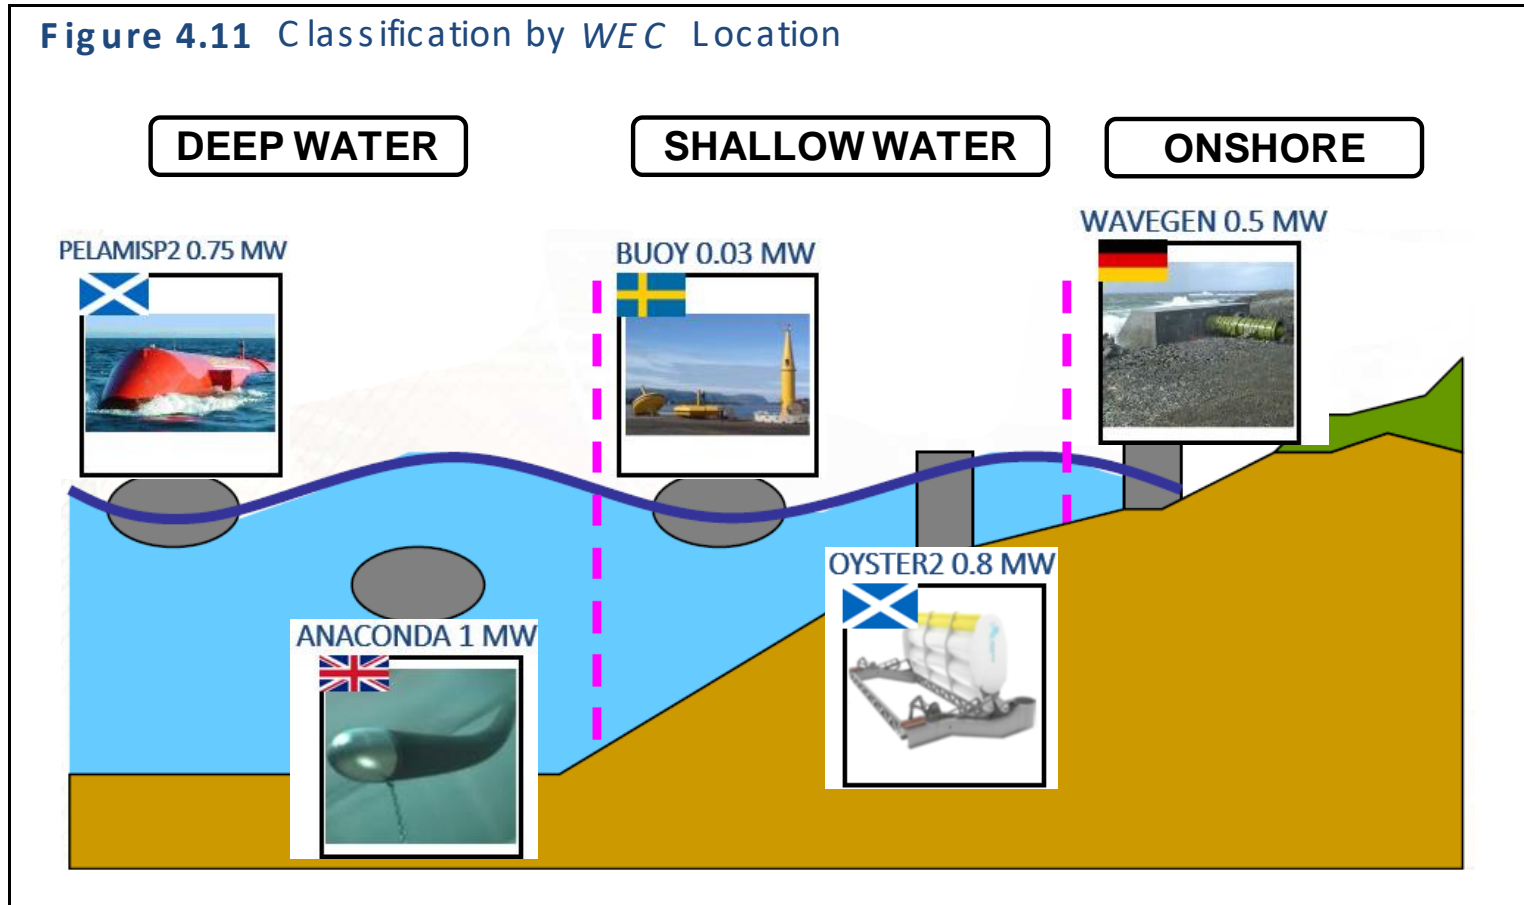 Figure 4.11 Classification by WEC Location
DEEP WATER
SHALLOW WATER
ONSHORE
PELAMISP2 0.75 MW
BUOY 0.03 MW
WAVEGEN 0.5 MW
OYSTER2 0.8 MW
ANACONDA 1 MW